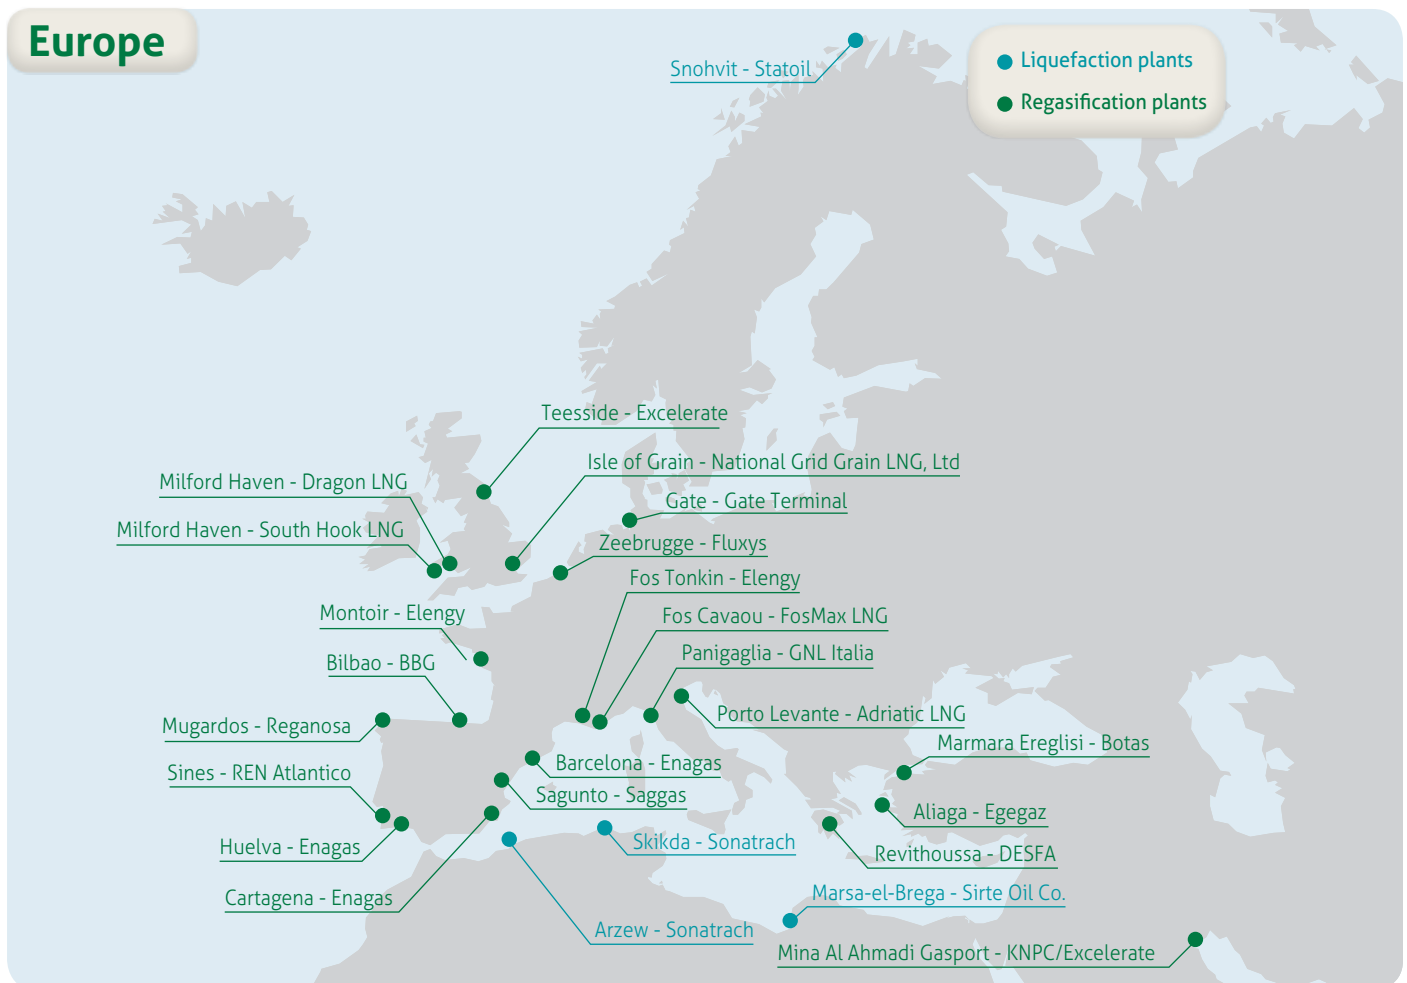 Europe
Snohvit - Statoil
Liquefaction plants
Regasification plants
Teesside - Excelerate
Isle of Grain - National Grid Grain LNG, Ltd
Milford Haven - Dragon LNG
Gate - Gate Terminal
Milford Haven - South Hook LNG
Zeebrugge - Fluxys
Fos Tonkin - Elengy
Montoir - Elengy
Fos Cavaou - FosMax LNG
Panigaglia - GNL Italia
Bilbao - BBG
Porto Levante - Adriatic LNG
Mugardos - Reganosa
Marmara Ereglisi - Botas
Barcelona - Enagas
Sines - REN Atlantico
Sagunto - Saggas
Aliaga - Egegaz
Skikda - Sonatrach
Huelva - Enagas
Revithoussa - DESFA
Marsa-el-Brega - Sirte Oil Co.
Cartagena - Enagas
Arzew - Sonatrach
Mina Al Ahmadi Gasport - KNPC/Excelerate